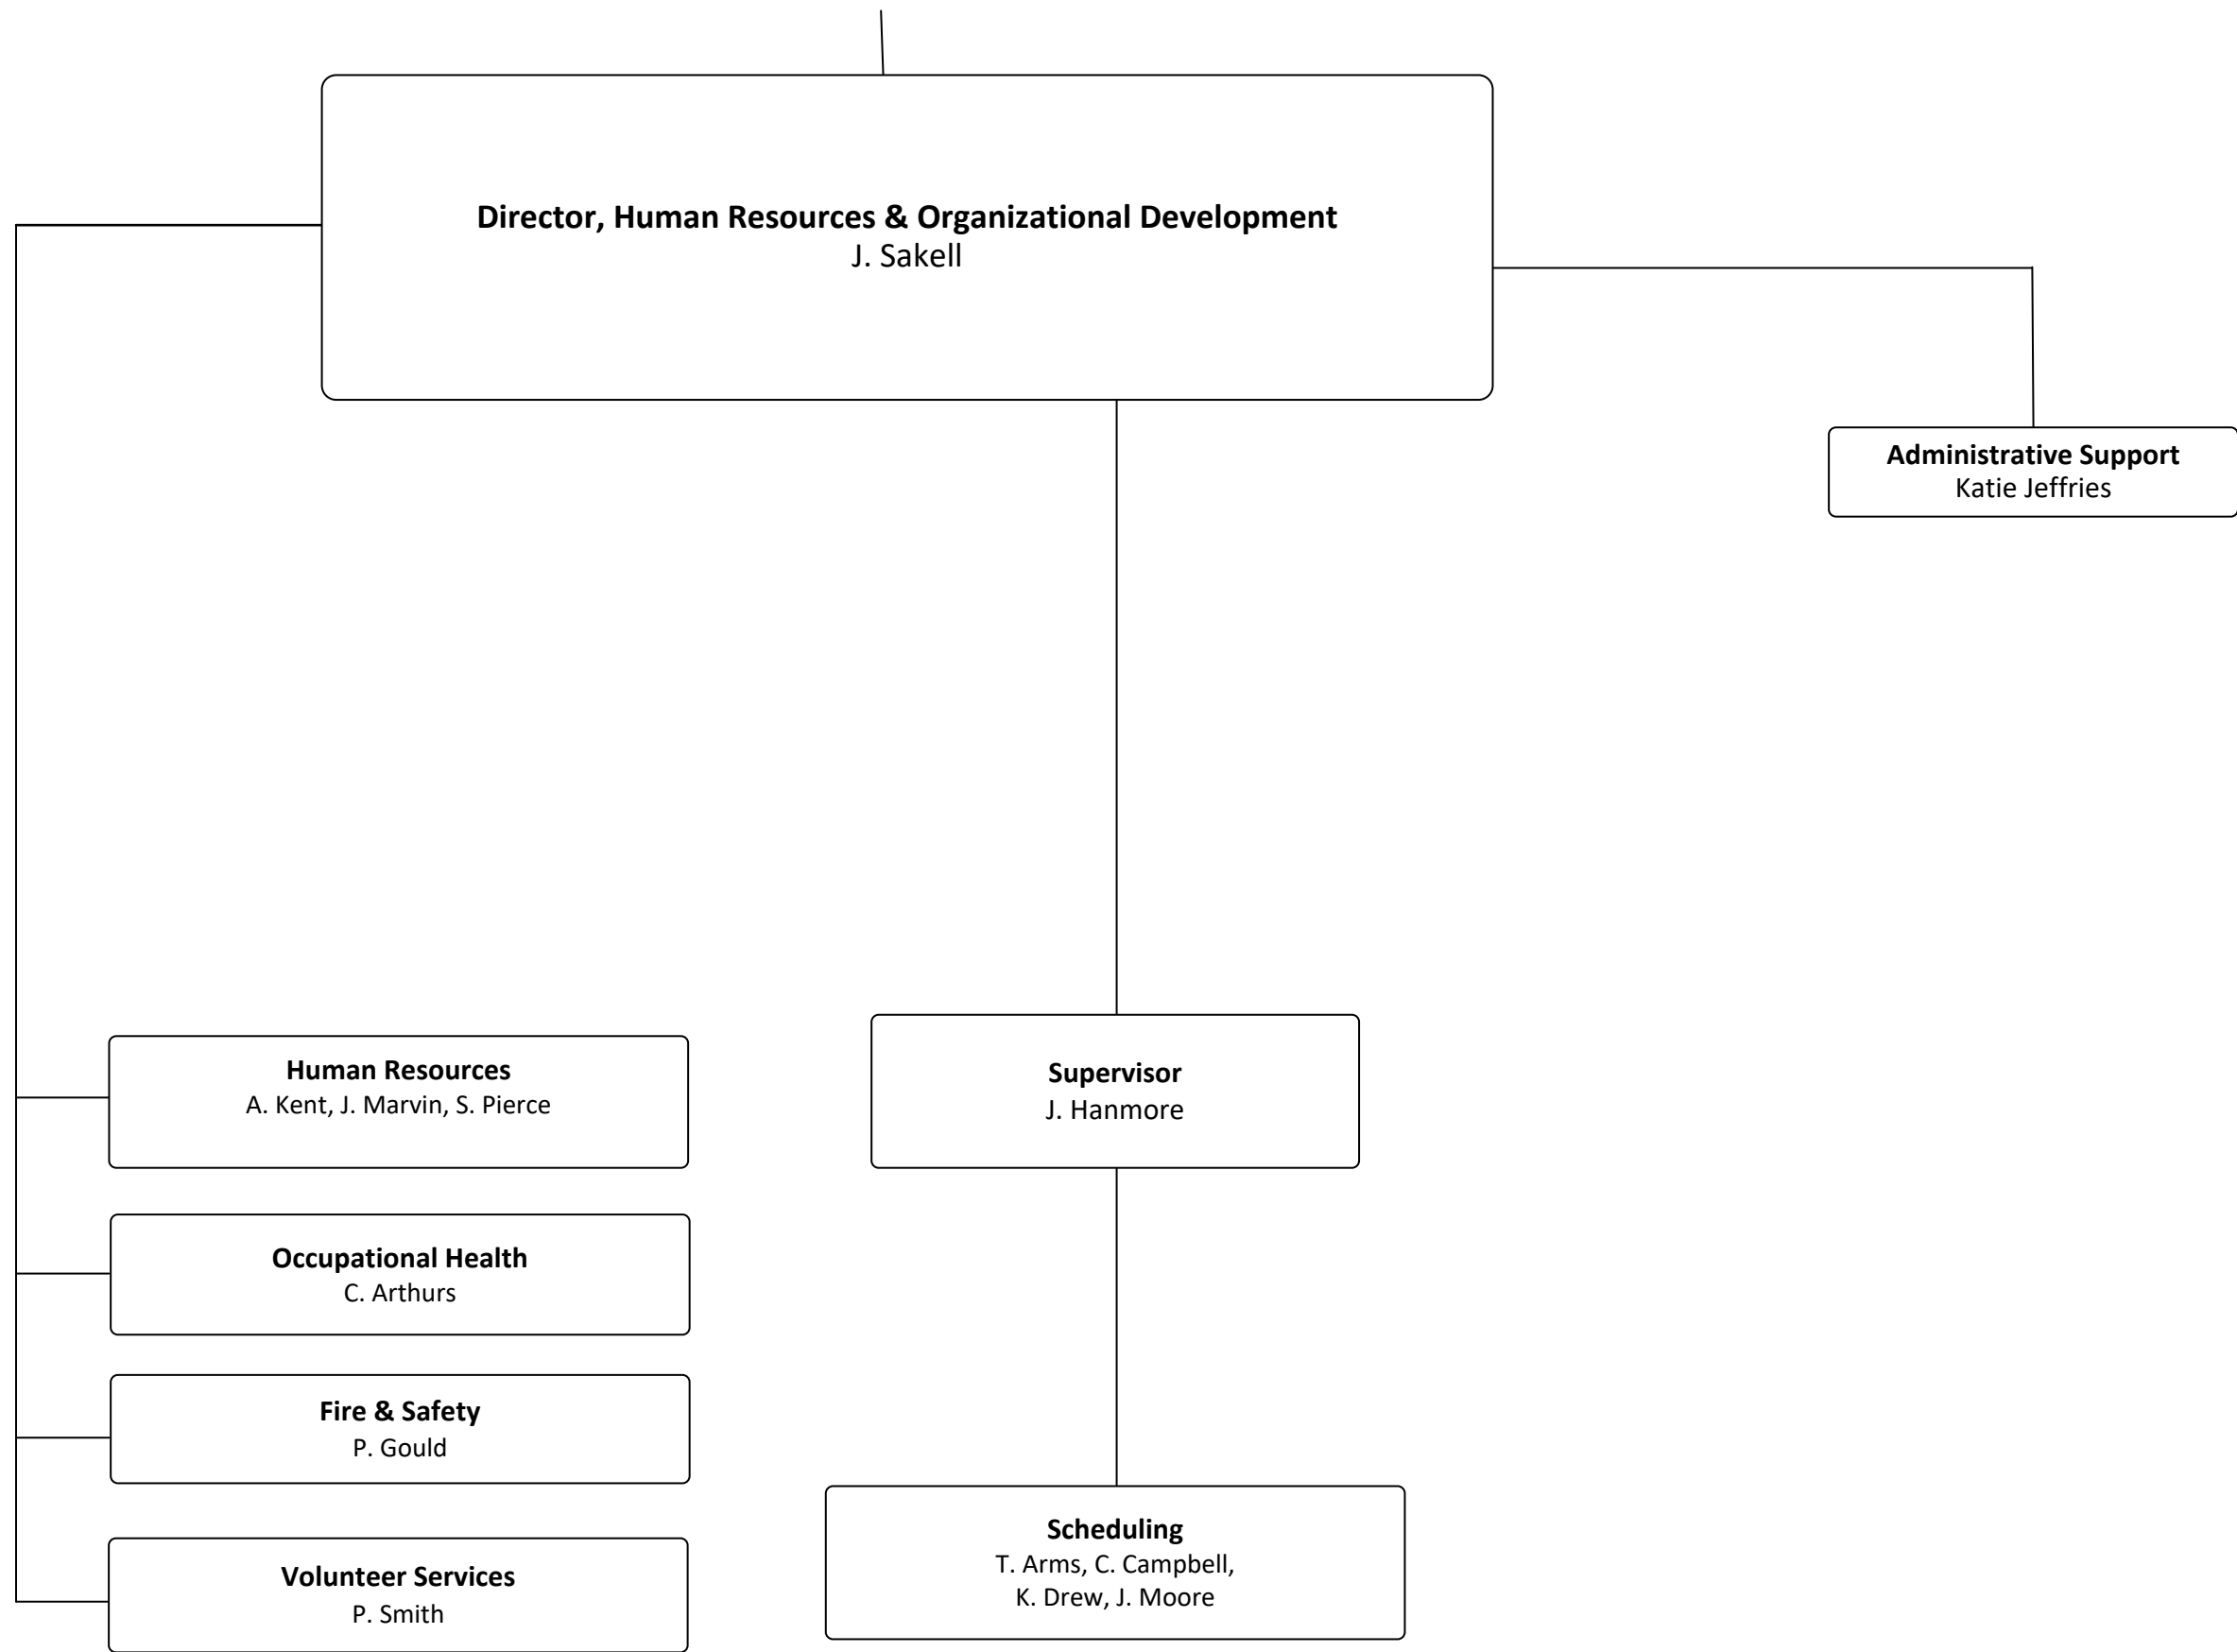 Director, Human Resources & Organizational Development
J. Sakell
Administrative Support
Katie Jeffries
Human Resources
A. Kent, J. Marvin, S. Pierce
Supervisor
J. Hanmore
Occupational Health
C. Arthurs
Fire & Safety
P. Gould
Scheduling
T. Arms, C. Campbell,
K. Drew, J. Moore
Volunteer Services
P. Smith